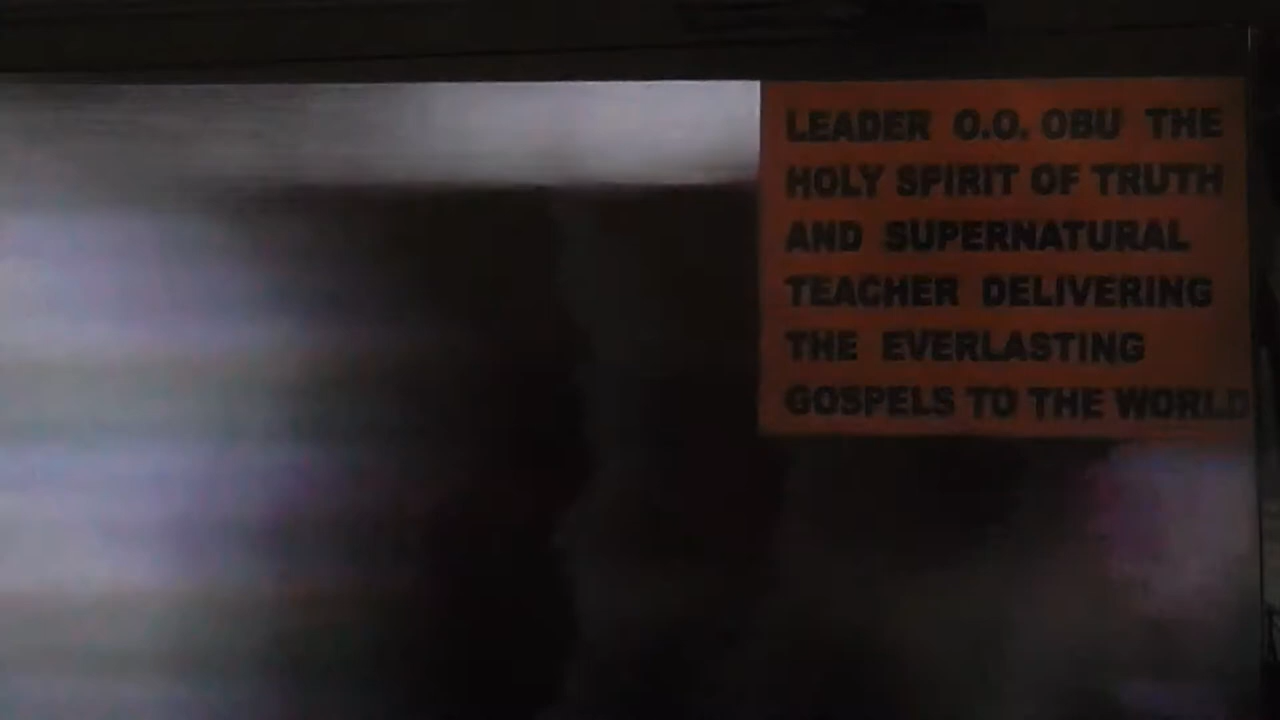 LEADER O.O. OBU THE
HOLY SPIRIT OF TRUTH
AND SUPERNATURAL
TEACHER DELIVERING
THE EVERLASTING
GOSPELS TO THE WORLD